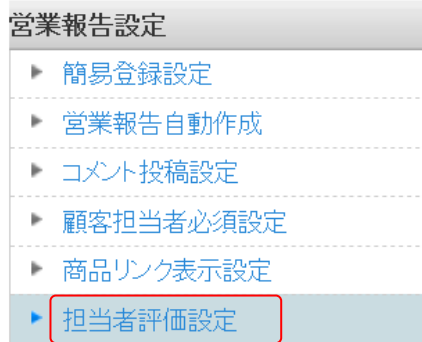 営業報告設定
簡易登録設定
営業報告自動作成
コメント投稿設定
顧客担当者必須設定
商品リンク表示設定
担当者評価設定